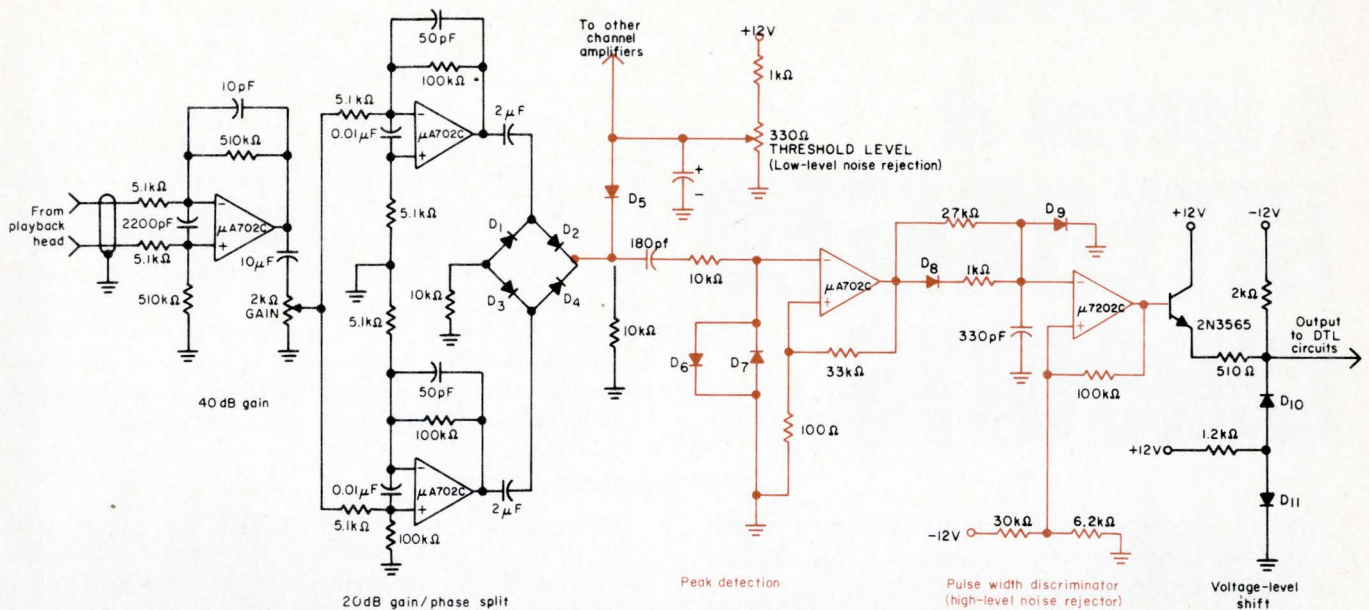 From
playback
head
5.1kΩ
5.1kΩ
2200pF
10pF
510kΩ
µA702C
510kΩ
10µF
2kΩ
GAIN
40dB gain
50pF
100kΩ
5.1kΩ
0.01µF
µA702C
2µF
5.1kΩ
5.1kΩ
50pF
100kΩ
0.01µF
µA702C
5.1kΩ
100kΩ
2µF
20dB gain/phase split
D1
D2
D3
D4
10kΩ
To other
channel
amplifiers
D5
+
-
+12V
1kΩ
330Ω
THRESHOLD LEVEL
(Low-level noise rejection)
10kΩ
180pf
10kΩ
D6
D7
µA702C
-
+
33kΩ
100Ω
Peak detection
27kΩ
D8
1kΩ
D9
330pF
µ7202C
-
+
100kΩ
-12V
30kΩ
6.2kΩ
Pulse width discriminator
(high-level noise rejector)
+12V
-12V
2kΩ
2N3565
510Ω
Output
to DTL
circuits
D10
+12V
1.2kΩ
D11
Voltage-level
shift